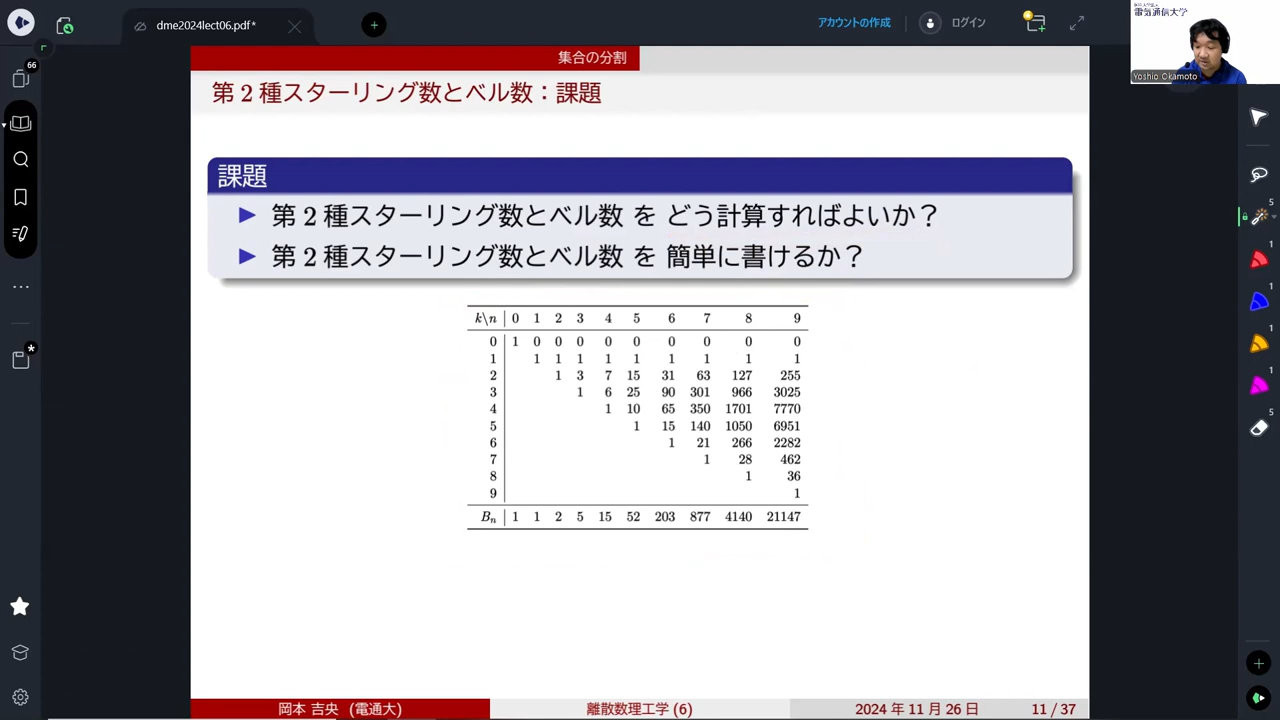 dme2024lect06.pdf*
アカウントの作成
ログイン
電気通信大学
Yoshio Okamoto
66
集合の分割
第 2 種スターリング数とベル数：課題
課題
第 2 種スターリング数とベル数 を どう計算すればよいか？
第 2 種スターリング数とベル数 を 簡単に書けるか？
k\n 0 1 2 3 4 5 6 7 8 9
0 1 0 0 0 0 0 0 0 0 0
1 1 1 1 1 1 1 1 1 1
2 1 3 7 15 31 63 127 255
3 1 6 25 90 301 966 3025
4 1 10 65 350 1701 7770
5 1 15 140 1050 6951
6 1 21 266 2282
7 1 28 462
8 1 36
9 1
Bn 1 1 2 5 15 52 203 877 4140 21147
5
1
1
1
1
5
岡本 吉央 (電通大)
離散数理工学 (6)
2024 年 11 月 26 日
11 / 37